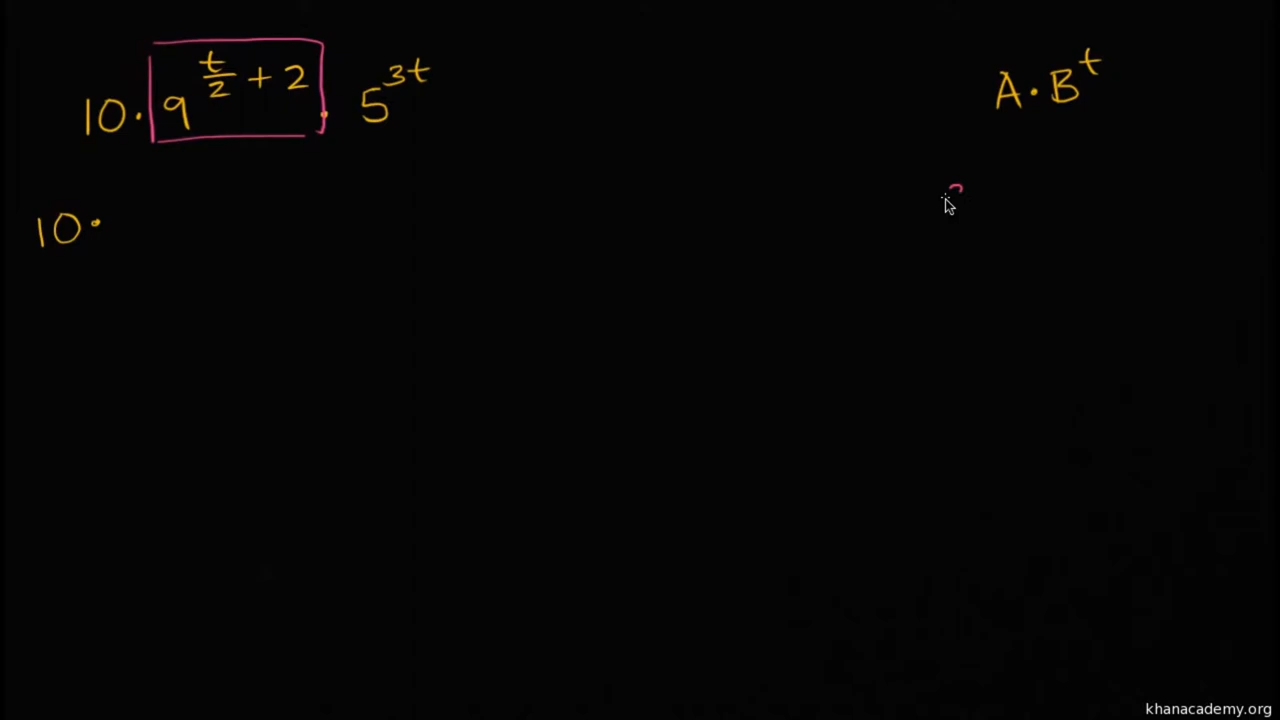 10 · 9^(t/2 + 2) · 5^(3t)
A · B^t
10 ·
khanacademy.org